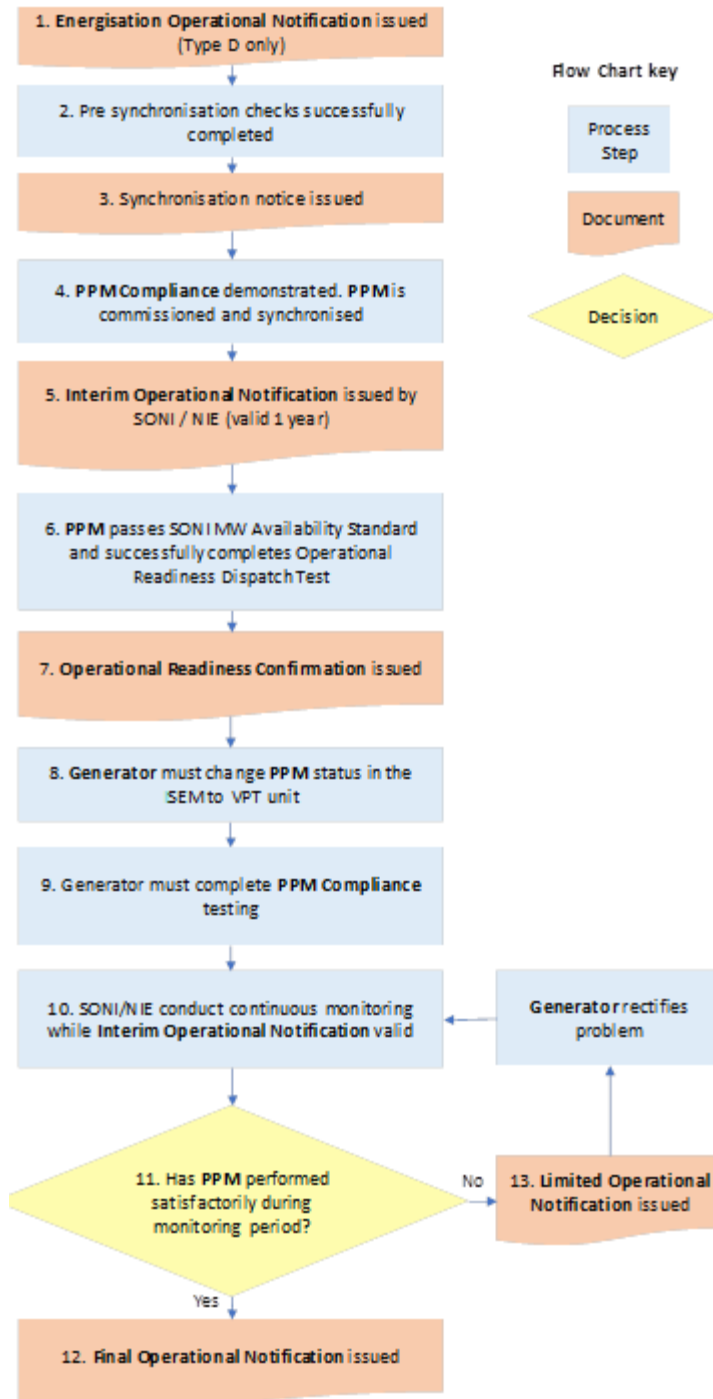 1. Energisation Operational Notification issued
(Type D only)
Flow Chart key
Process
Step
Document
Decision
2. Pre synchronisation checks successfully
completed
3. Synchronisation notice issued
4. PPM Compliance demonstrated. PPM is
commissioned and synchronised
5. Interim Operational Notification issued by
SONI / NIE (valid 1 year)
6. PPM passes SONI MW Availability Standard
and successfully completes Operational
Readiness Dispatch Test
7. Operational Readiness Confirmation issued
8. Generator must change PPM status in the
SEM to VPT unit
9. Generator must complete PPM Compliance
testing
10. SONI/NIE conduct continuous monitoring
while Interim Operational Notification valid
Generator rectifies
problem
11. Has PPM performed
satisfactorily during
monitoring period?
No
13. Limited Operational
Notification issued
Yes
12. Final Operational Notification issued